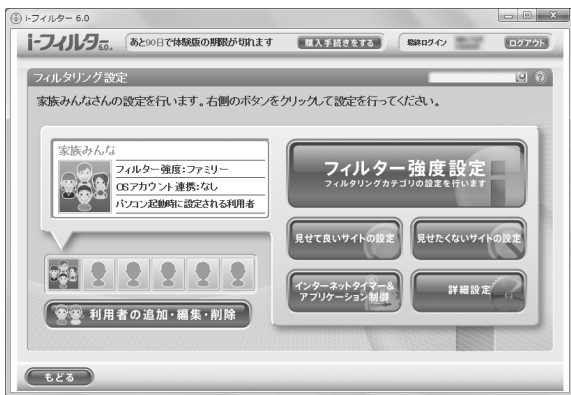 i-フィルター 6.0
i-フィルター 6.0
あと90日で体験版の期限が切れます
購入手続きをする
最終ログイン
ログアウト
フィルタリング設定
家族みんなさんの設定を行います。右側のボタンをクリックして設定を行ってください。
家族みんな
フィルター強度:ファミリー
OSアカウント連携:なし
パソコン起動時に設定される利用者
フィルター強度設定
フィルタリングカテゴリの設定を行います
見せて良いサイトの設定
見せたくないサイトの設定
インターネットタイマー&
アプリケーション制御
詳細設定
利用者の追加・編集・削除
もどる